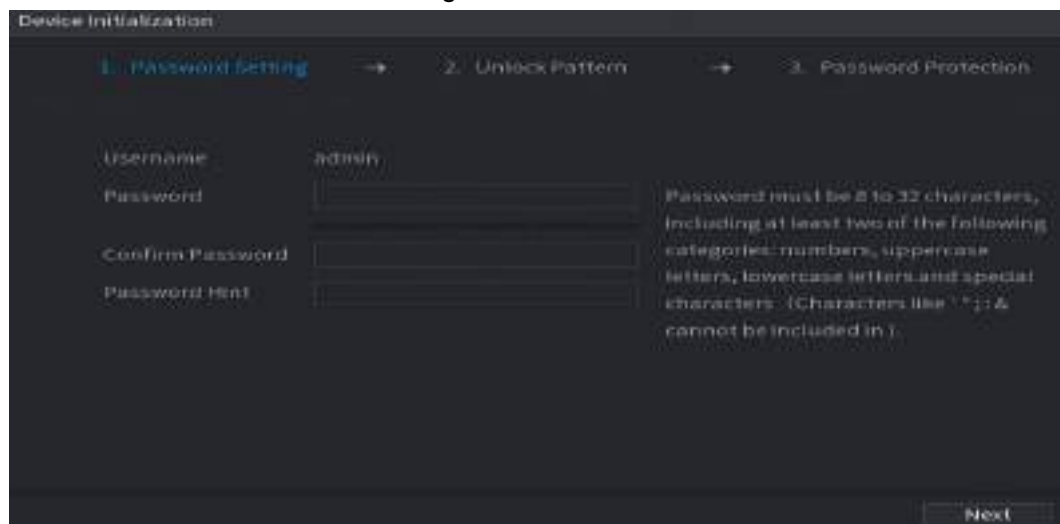 Device Initialization
1. Password Setting → 2. Unlock Pattern → 3. Password Protection
Username admin
Password
Password must be 8 to 32 characters,
including at least two of the following
categories: numbers, uppercase
letters, lowercase letters and special
characters (Characters like ' " ; : &
cannot be included in ).
Confirm Password
Password Hint
Next